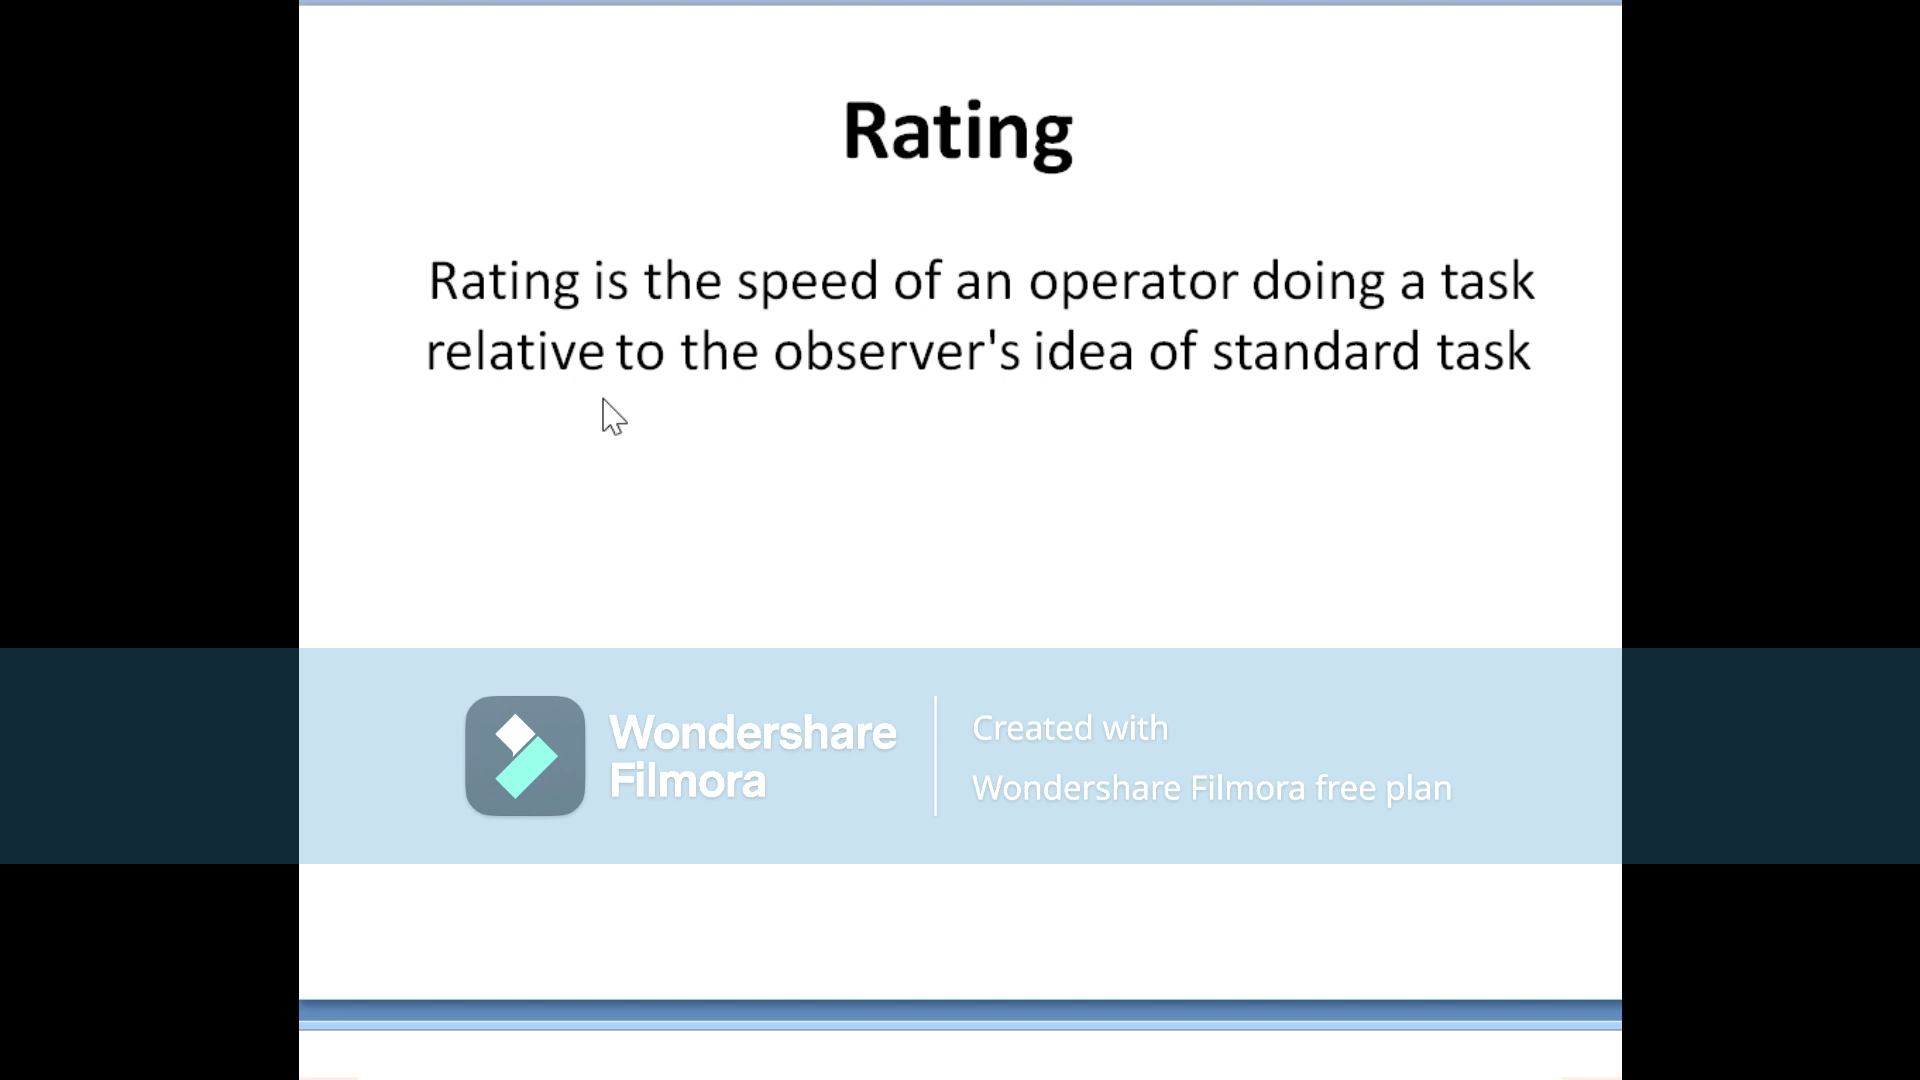 Rating
Rating is the speed of an operator doing a task
relative to the observer's idea of standard task
Wondershare
Filmora
Created with
Wondershare Filmora free plan